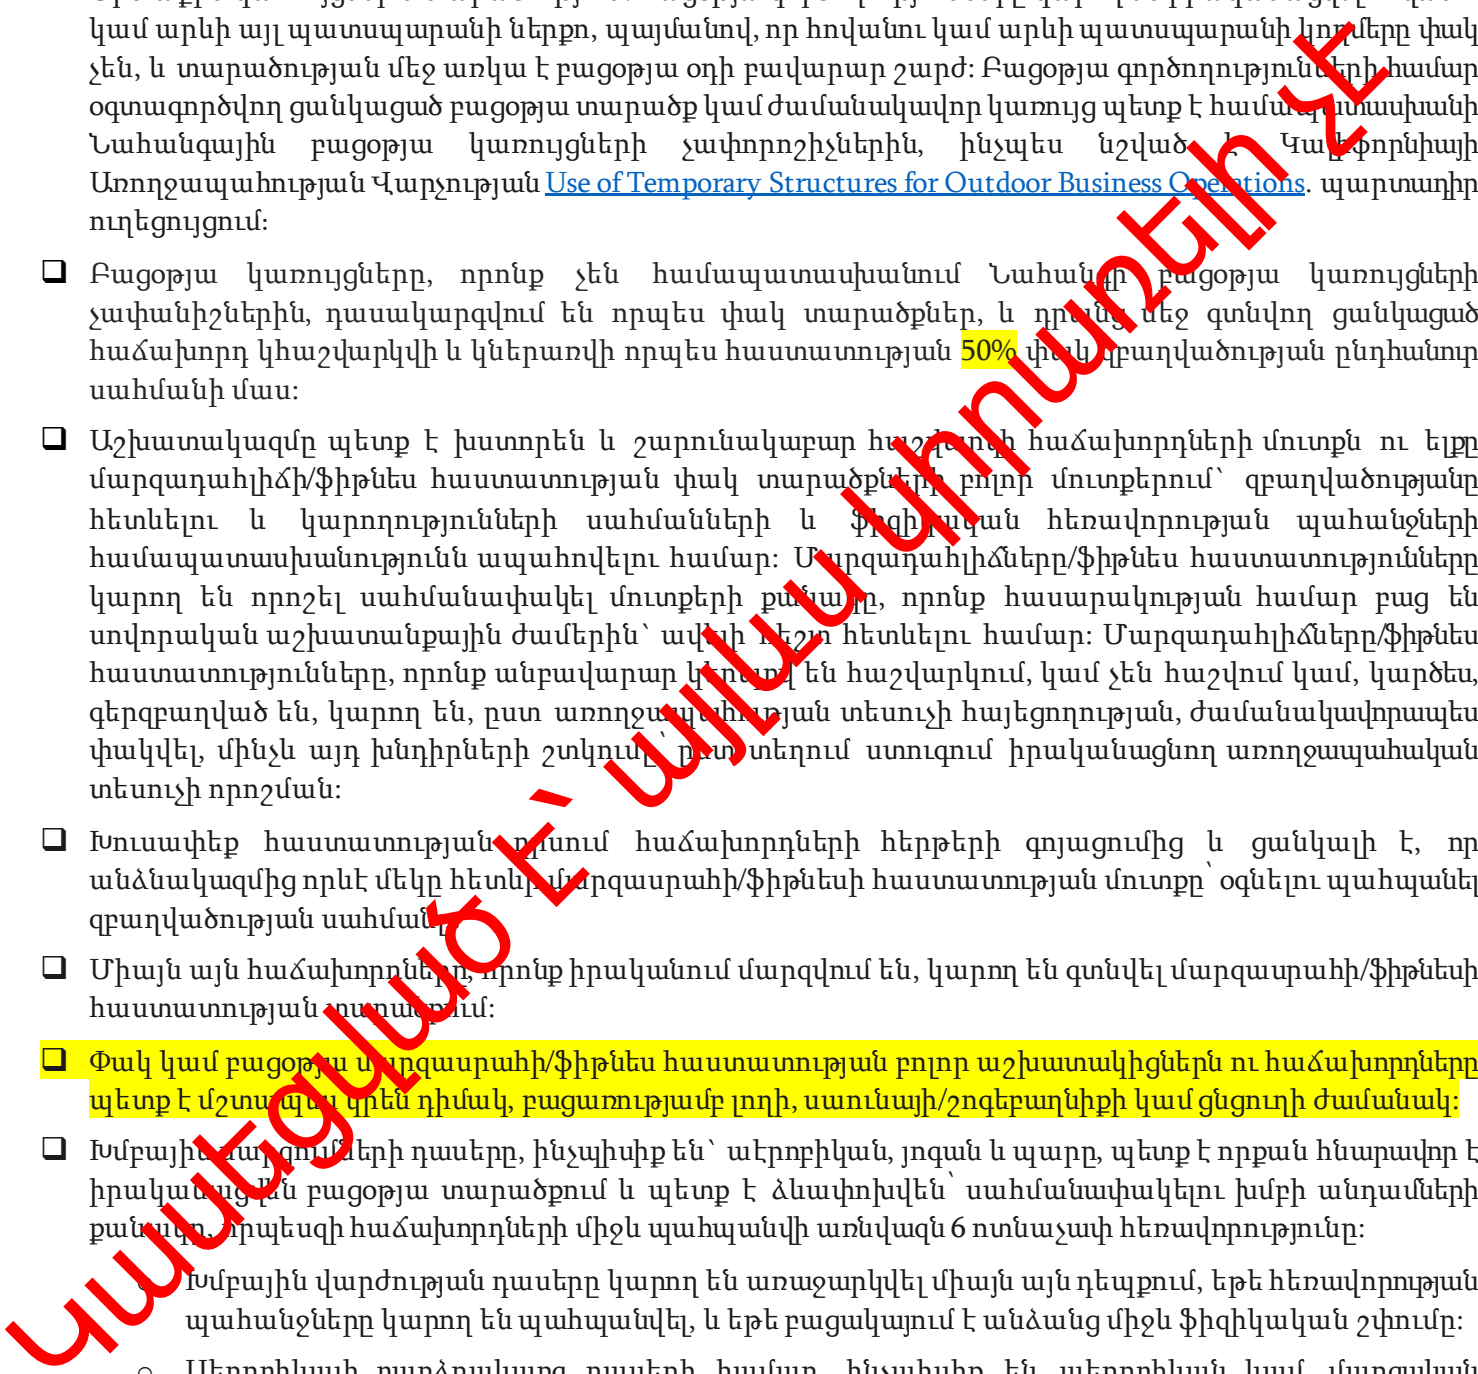 կամ արևի այլ պատսպարանի ներքո, պայմանով, որ հովանու կամ արևի պատսպարանի կողմերը փակ
չեն, և տարածության մեջ առկա է բացօթյա օդի բավարար շարժ: Բացօթյա գործողությունների համար
օգտագործվող ցանկացած բացօթյա տարածք կամ ժամանակավոր կառույց պետք է համապատասխանի
Նահանգային բացօթյա կառույցների չափորոշիչներին, ինչպես նշված է Կալիֆորնիայի
Առողջապահության Վարչության Use of Temporary Structures for Outdoor Business Operations. պարտադիր
ուղեցույցում:
❑ Բացօթյա կառույցները, որոնք չեն համապատասխանում Նահանգի բացօթյա կառույցների
չափանիշներին, դասակարգվում են որպես փակ տարածքներ, և դրանց մեջ գտնվող ցանկացած
հաճախորդ կհաշվարկվի և կներառվի որպես հաստատության 50% փակ զբաղվածության ընդհանուր
սահմանի մաս:
❑ Աշխատակազմը պետք է խստորեն և շարունակաբար հաշվարկի հաճախորդների մուտքն ու ելքը
մարզադահլիճի/ֆիթնես հաստատության փակ տարածքների բոլոր մուտքերում՝ զբաղվածությանը
հետևելու և կարողությունների սահմանների և ֆիզիկական հեռավորության պահանջների
համապատասխանությունն ապահովելու համար: Մարզադահլիճները/ֆիթնես հաստատությունները
կարող են որոշել սահմանափակել մուտքերի քանակը, որոնք հասարակության համար բաց են
սովորական աշխատանքային ժամերին՝ ավելի հեշտ հետևելու համար: Մարզադահլիճները/ֆիթնես
հաստատությունները, որոնք անբավարար կերպով են հաշվարկում, կամ չեն հաշվում կամ, կարծես,
գերզբաղված են, կարող են, ըստ առողջապահության տեսուչի հայեցողության, ժամանակավորապես
փակվել, մինչև այդ խնդիրների շտկումը՝ ըստ տեղում ստուգում իրականացնող առողջապահական
տեսուչի որոշման:
❑ Խուսափեք հաստատության դրսում հաճախորդների հերթերի գոյացումից և ցանկալի է, որ
անձնակազմից որևէ մեկը հետևի մարզասրահի/ֆիթնեսի հաստատության մուտքը՝ օգնելու պահպանել
զբաղվածության սահմանը:
❑ Միայն այն հաճախորդները, որոնք իրականում մարզվում են, կարող են գտնվել մարզասրահի/ֆիթնեսի
հաստատության տարածքում:
❑ Փակ կամ բացօթյա մարզասրահի/ֆիթնես հաստատության բոլոր աշխատակիցներն ու հաճախորդները
պետք է մշտապես կրեն դիմակ, բացառությամբ լողի, սաունայի/շոգեբաղնիքի կամ ցնցուղի ժամանակ:
❑ Խմբային մարզումների դասերը, ինչպիսիք են՝ աէրոբիկան, յոգան և պարը, պետք է որքան հնարավոր է
իրականացվեն բացօթյա տարածքում և պետք է ձևափոխվեն՝ սահմանափակելու խմբի անդամների
քանակը, որպեսզի հաճախորդների միջև պահպանվի առնվազն 6 ոտնաչափ հեռավորությունը:
o Խմբային վարժության դասերը կարող են առաջարկվել միայն այն դեպքում, եթե հեռավորության
պահանջները կարող են պահպանվել, և եթե բացակայում է անձանց միջև ֆիզիկական շփումը:
Կասեցված է՝ այլևս կիրառելի չէ